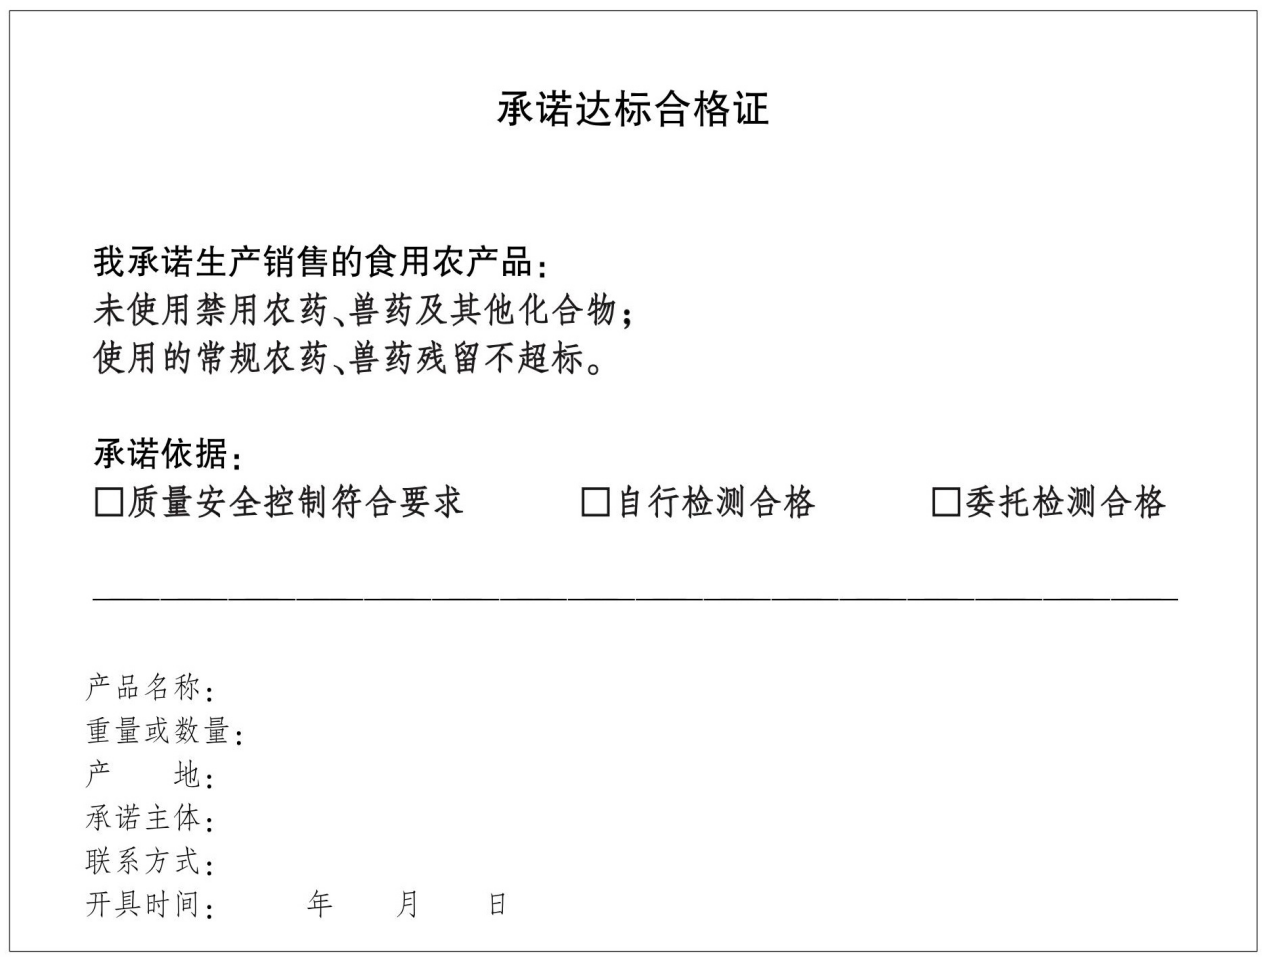 承诺达标合格证
我承诺生产销售的食用农产品：
未使用禁用农药、兽药及其他化合物；
使用的常规农药、兽药残留不超标。
承诺依据：
□质量安全控制符合要求 □自行检测合格 □委托检测合格
产品名称：
重量或数量：
产 地：
承诺主体：
联系方式：
开具时间： 年 月 日